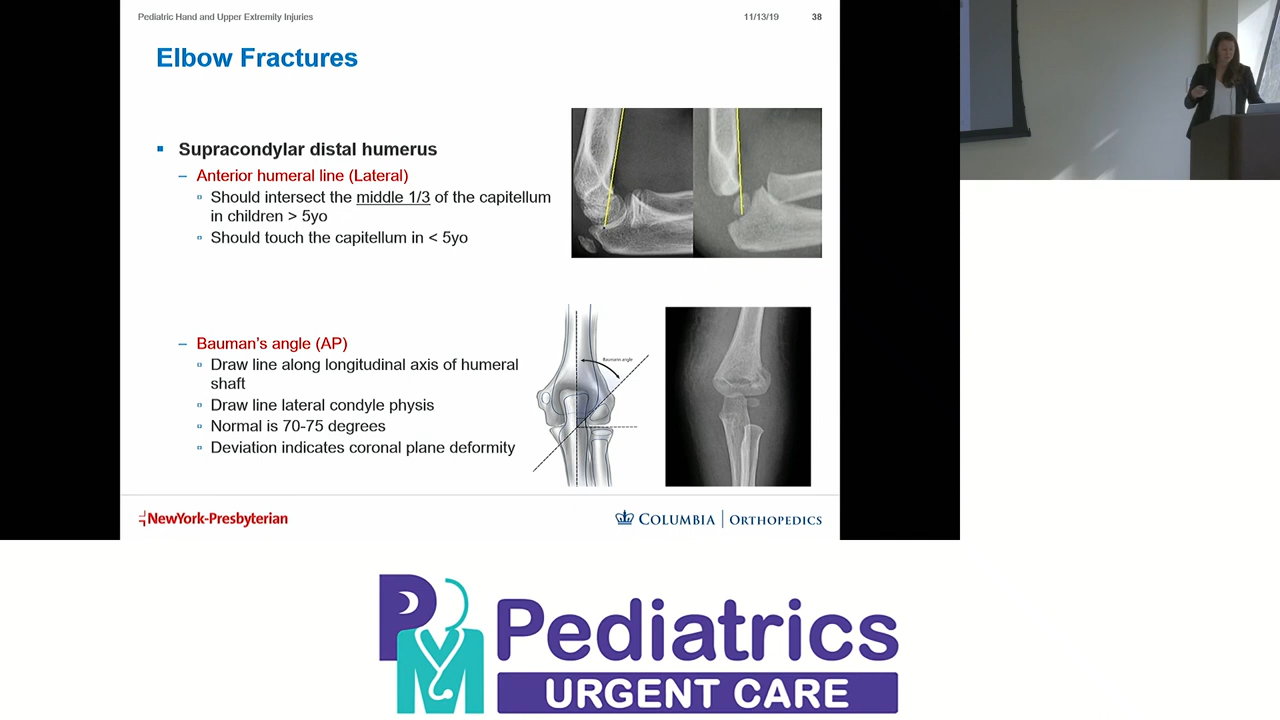 Pediatric Hand and Upper Extremity Injuries
11/13/19
38
Elbow Fractures
Supracondylar distal humerus
– Anterior humeral line (Lateral)
Should intersect the middle 1/3 of the capitellum
in children > 5yo
Should touch the capitellum in < 5yo
– Bauman's angle (AP)
Draw line along longitudinal axis of humeral
shaft
Draw line lateral condyle physis
Normal is 70-75 degrees
Deviation indicates coronal plane deformity
Baumann angle
NewYork-Presbyterian
Columbia | Orthopedics
PM
Pediatrics
URGENT CARE